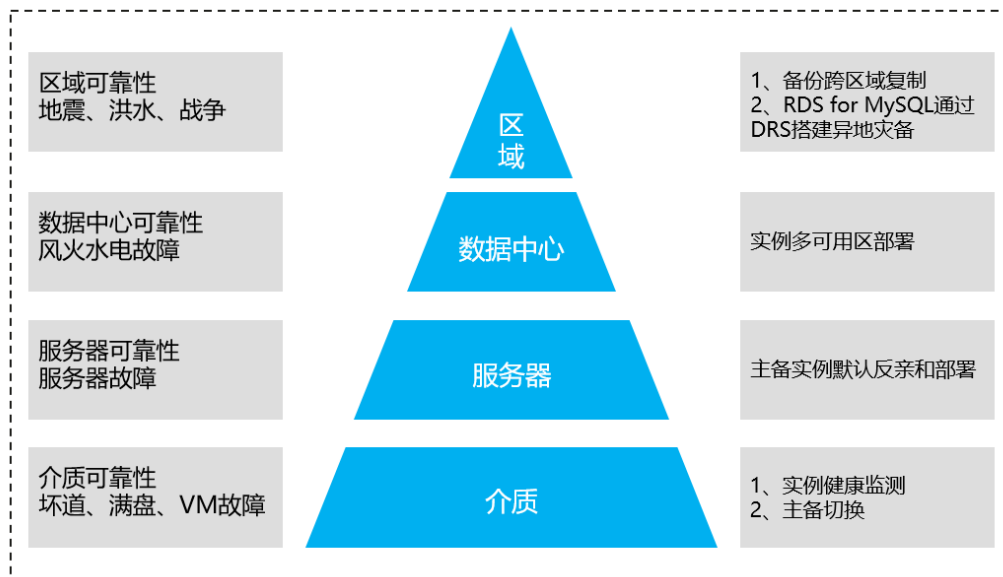 区域可靠性
地震、洪水、战争
区
域
1、备份跨区域复制
2、RDS for MySQL通过
DRS搭建异地灾备
数据中心可靠性
风火水电故障
数据中心
实例多可用区部署
服务器可靠性
服务器故障
服务器
主备实例默认反亲和部署
介质可靠性
坏道、满盘、VM故障
介质
1、实例健康监测
2、主备切换